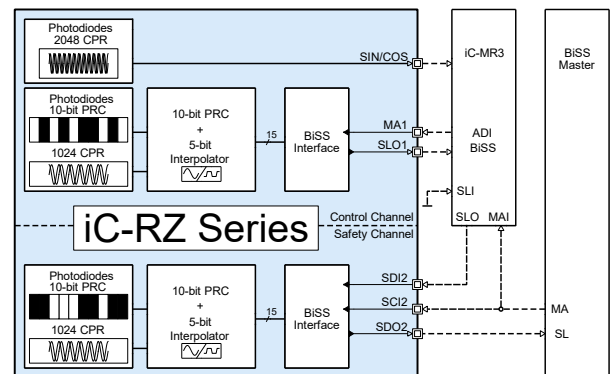 Photodiodes
2048 CPR
SIN/COS
iC-MR3
BiSS
Master
Photodiodes
10-bit PRC
1024 CPR
10-bit PRC
+
5-bit
Interpolator
15
BiSS
Interface
MA1
SLO1
ADI
BiSS
SLI
SLO MAI
iC-RZ Series
Control Channel
Safety Channel
Photodiodes
10-bit PRC
1024 CPR
10-bit PRC
+
5-bit
Interpolator
15
BiSS
Interface
SDI2
SCI2
SDO2
MA
SL